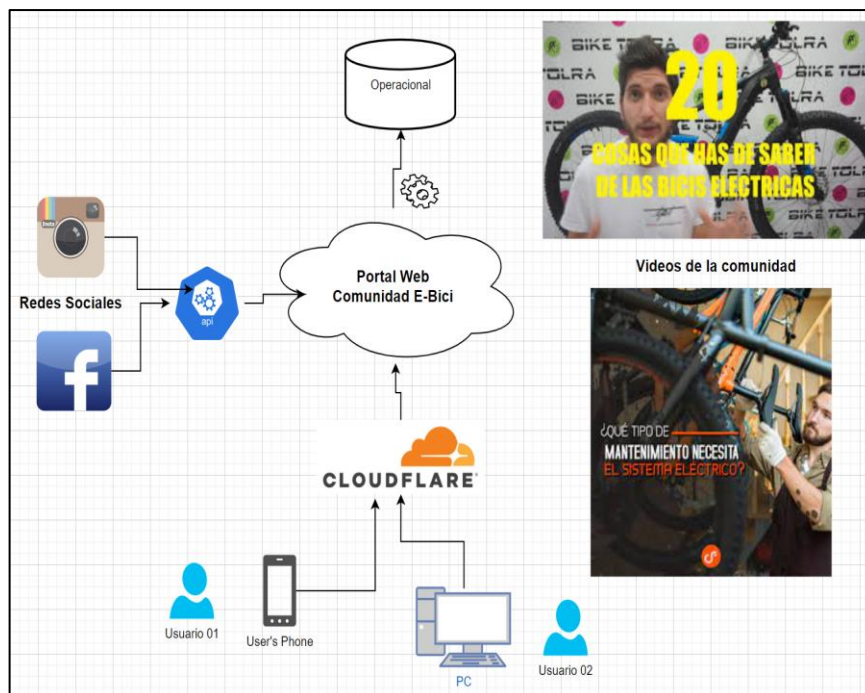 Operacional
BIKE TOLRA
20
COSAS QUE HAS DE SABER
DE LAS BICIS ELECTRICAS
Insta
Redes Sociales
api
Portal Web
Comunidad E-Bici
Videos de la comunidad
¿QUÉ TIPO DE
MANTENIMIENTO NECESITA
EL SISTEMA ELÉCTRICO?
CLOUDFLARE
Usuario 01
User's Phone
PC
Usuario 02